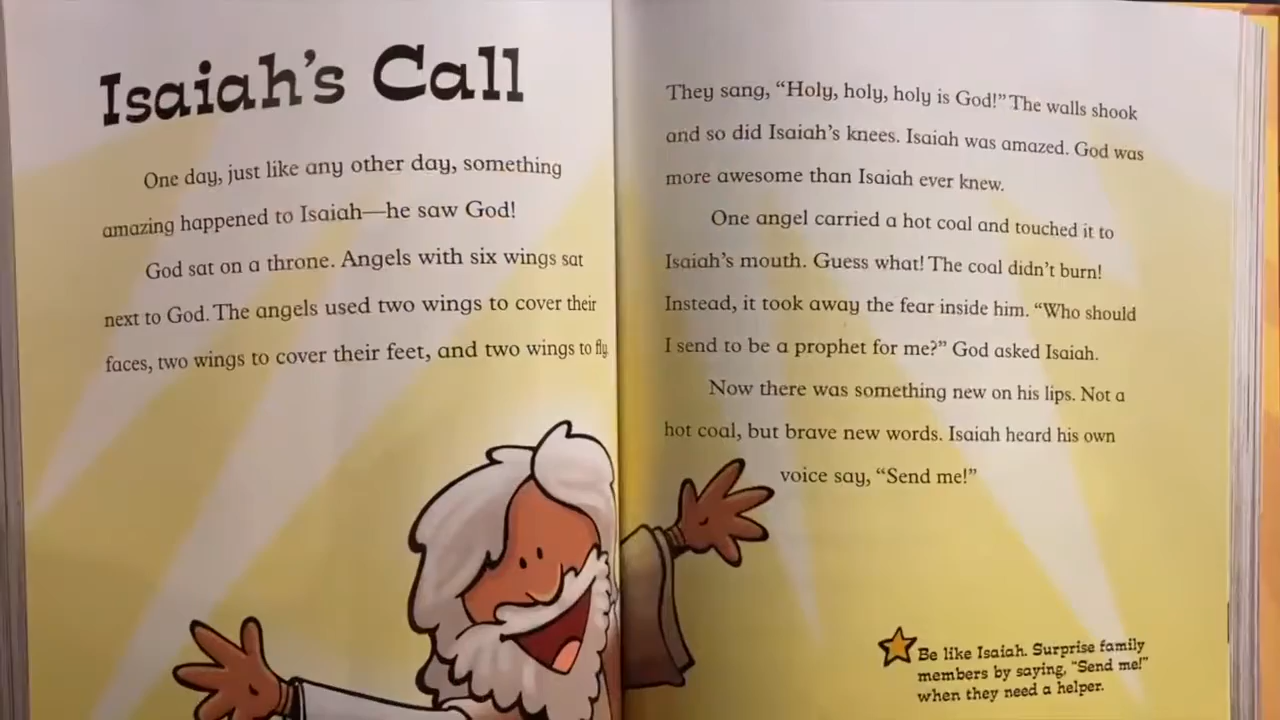 Isaiah's Call
One day, just like any other day, something
amazing happened to Isaiah—he saw God!
God sat on a throne. Angels with six wings sat
next to God. The angels used two wings to cover their
faces, two wings to cover their feet, and two wings to fly.
They sang, “Holy, holy, holy is God!” The walls shook
and so did Isaiah's knees. Isaiah was amazed. God was
more awesome than Isaiah ever knew.
One angel carried a hot coal and touched it to
Isaiah's mouth. Guess what! The coal didn't burn!
Instead, it took away the fear inside him. “Who should
I send to be a prophet for me?” God asked Isaiah.
Now there was something new on his lips. Not a
hot coal, but brave new words. Isaiah heard his own
voice say, “Send me!”
Be like Isaiah. Surprise family
members by saying, “Send me!”
when they need a helper.